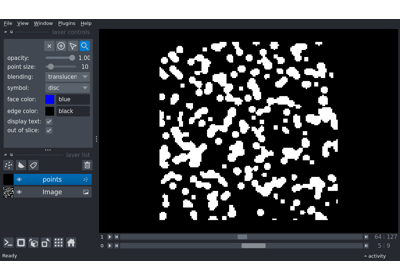 File View Window Plugins Help
layer controls
opacity: 1.00
point size: 10
blending: translucen
symbol: disc
face color: blue
edge color: black
display text:
out of slice:
layer list
points
Image
1 64 127
0 5 9
Ready activity